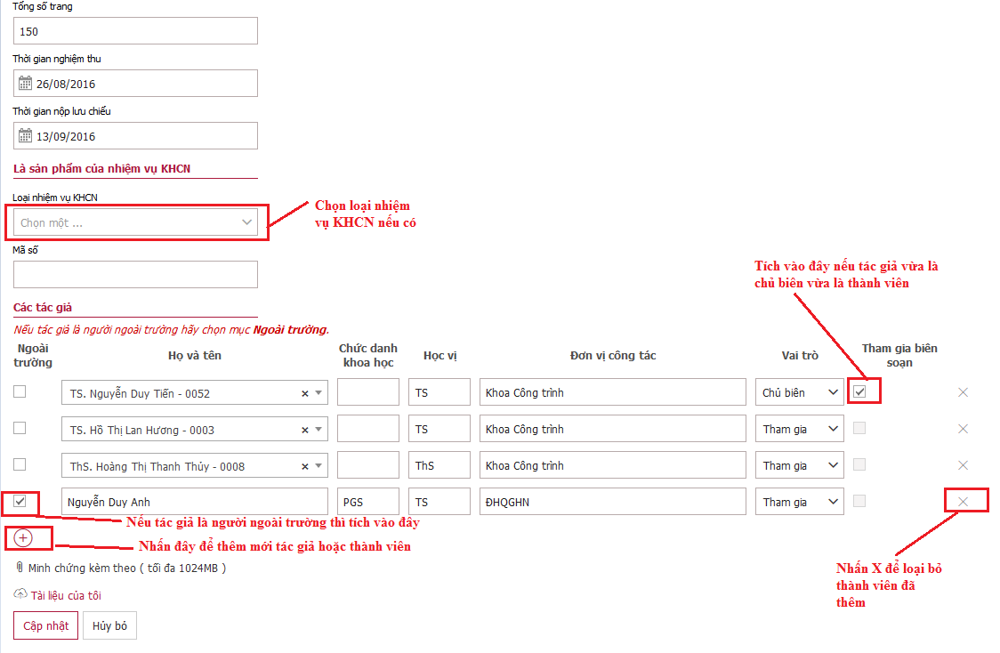 Tổng số trang
150
Thời gian nghiệm thu
26/08/2016
Thời gian nộp lưu chiểu
13/09/2016
Là sản phẩm của nhiệm vụ KHCN
Loại nhiệm vụ KHCN
Chọn một ...
Chọn loại nhiệm
vụ KHCN nếu có
Mã số
Tích vào đây nếu tác giả vừa là
chủ biên vừa là thành viên
Các tác giả
Nếu tác giả là người ngoài trường hãy chọn mục Ngoài trường.
Ngoài trường Họ và tên Chức danh khoa học Học vị Đơn vị công tác Vai trò Tham gia biên soạn
TS. Nguyễn Duy Tiến - 0052 TS Khoa Công trình Chủ biên
TS. Hồ Thị Lan Hương - 0003 TS Khoa Công trình Tham gia
ThS. Hoàng Thị Thanh Thủy - 0008 ThS Khoa Công trình Tham gia
Nguyễn Duy Anh PGS TS ĐHQGHN Tham gia
Nếu tác giả là người ngoài trường thì tích vào đây
Nhấn đây để thêm mới tác giả hoặc thành viên
Minh chứng kèm theo ( tối đa 1024MB )
Nhấn X để loại bỏ
thành viên đã
thêm
Tài liệu của tôi
Cập nhật Hủy bỏ